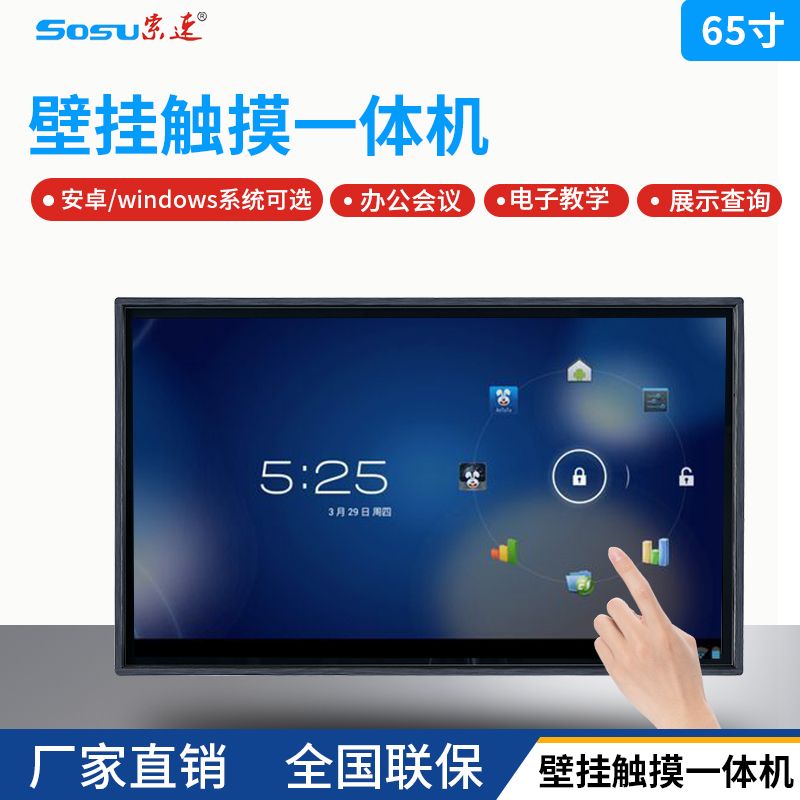 Sosu索速®
65寸
壁挂触摸一体机
安卓/windows系统可选
办公会议
电子教学
展示查询
5:25
3月29日 周四
厂家直销
全国联保
壁挂触摸一体机